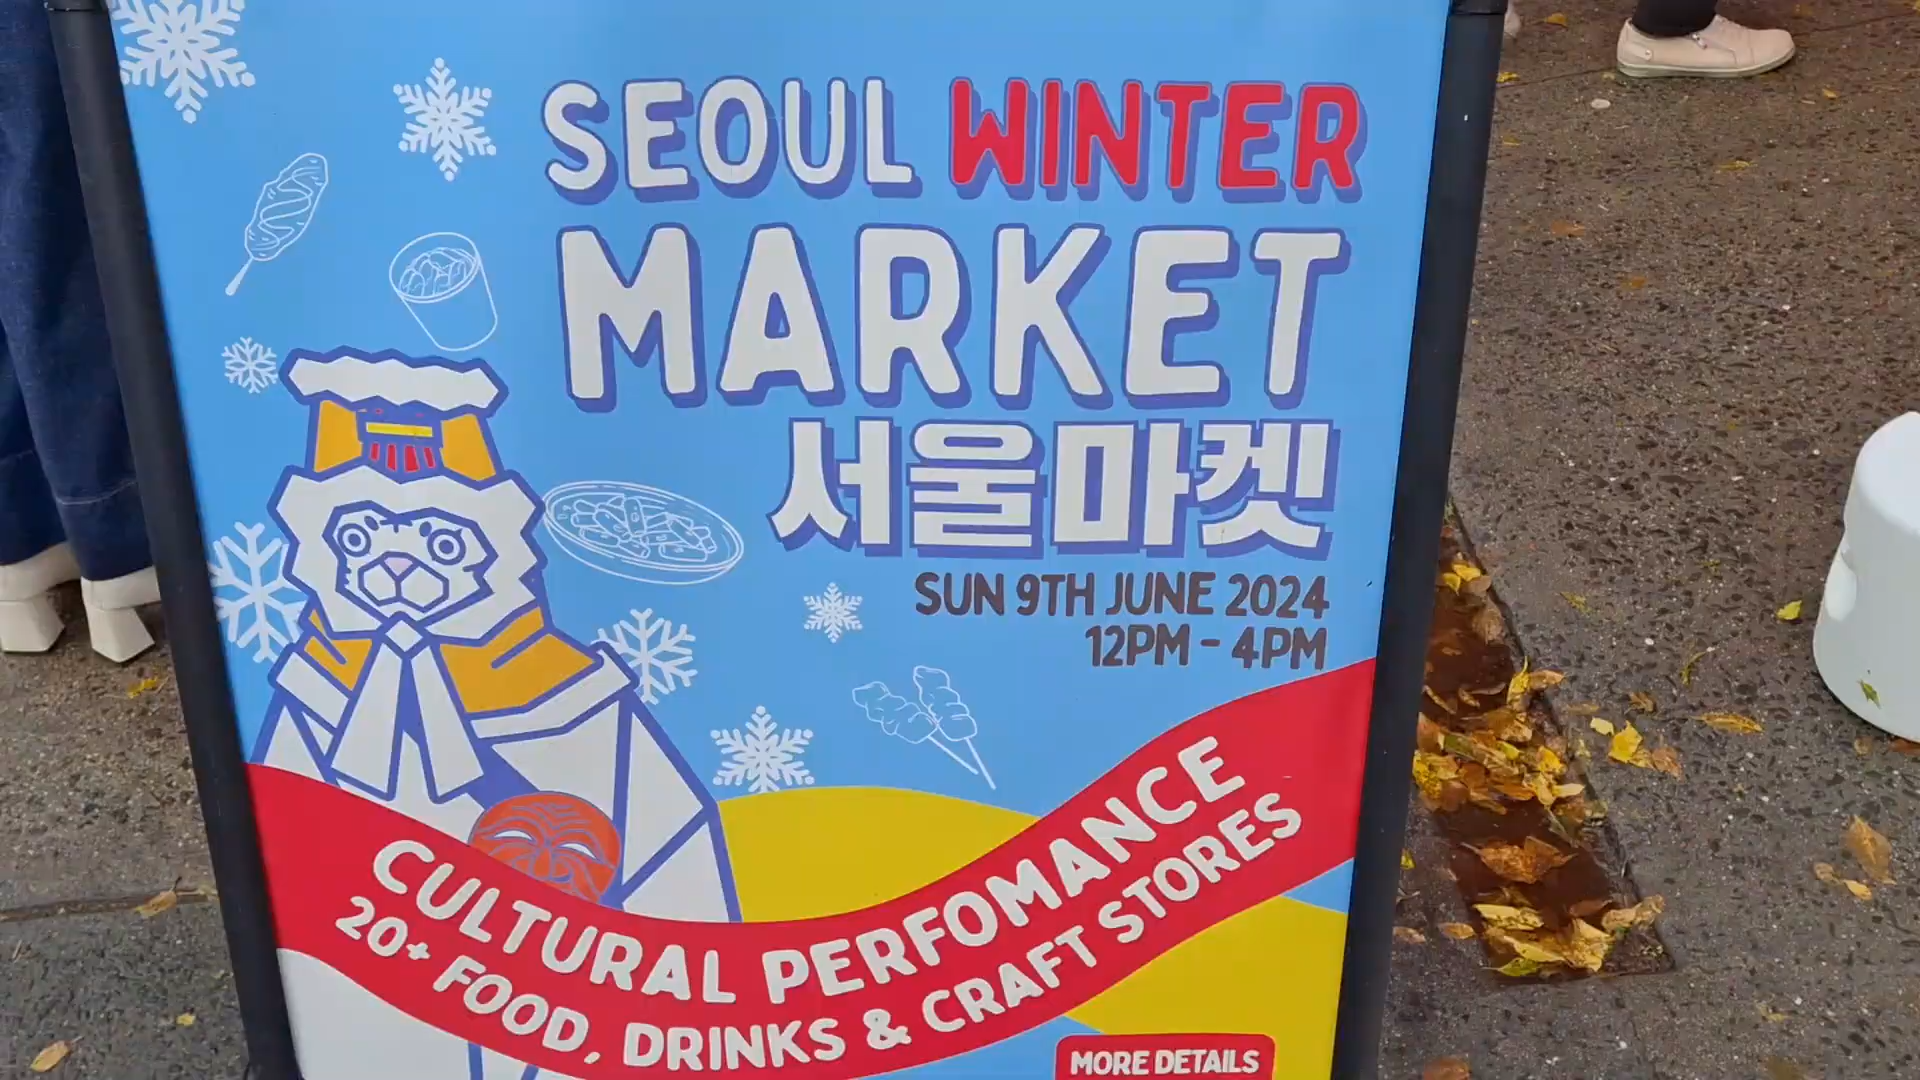 SEOUL WINTER
MARKET
서울마켓
SUN 9TH JUNE 2024
12PM - 4PM
CULTURAL PERFOMANCE
20+ FOOD, DRINKS & CRAFT STORES
MORE DETAILS